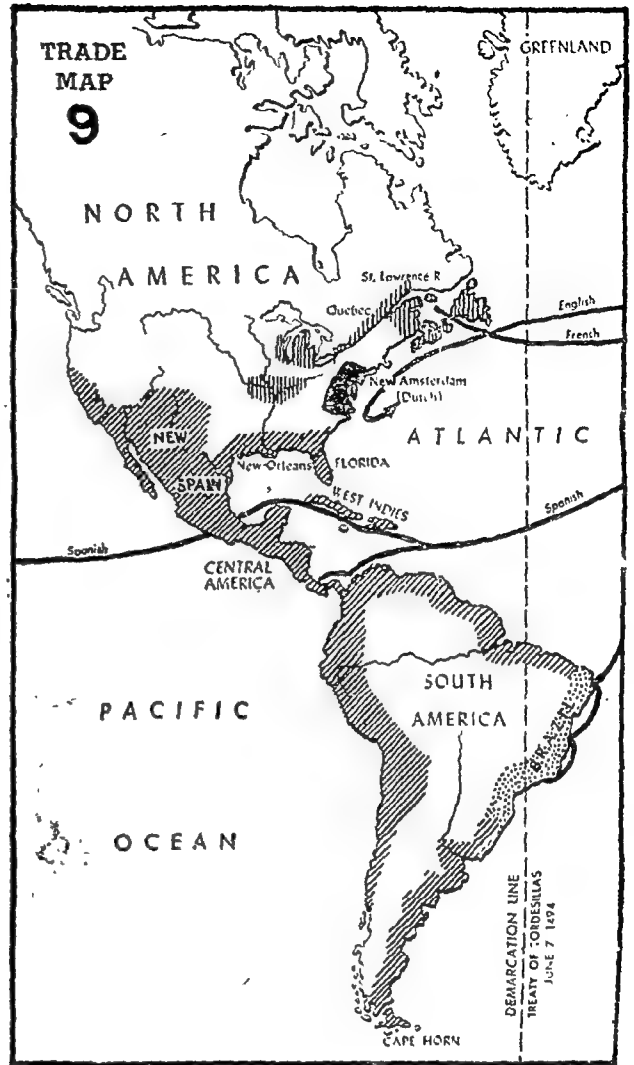 TRADE
MAP
9
GREENLAND
NORTH
AMERICA
St. Lawrence R.
Quebec
English
French
New Amsterdam
(Dutch)
ATLANTIC
NEW
SPAIN
New Orleans
FLORIDA
WEST INDIES
Spanish
Spanish
CENTRAL
AMERICA
SOUTH
AMERICA
PACIFIC
BRAZIL
OCEAN
DEMARCATION LINE
TREATY OF TORDESILLAS
JUNE 7 1494
CAPE HORN